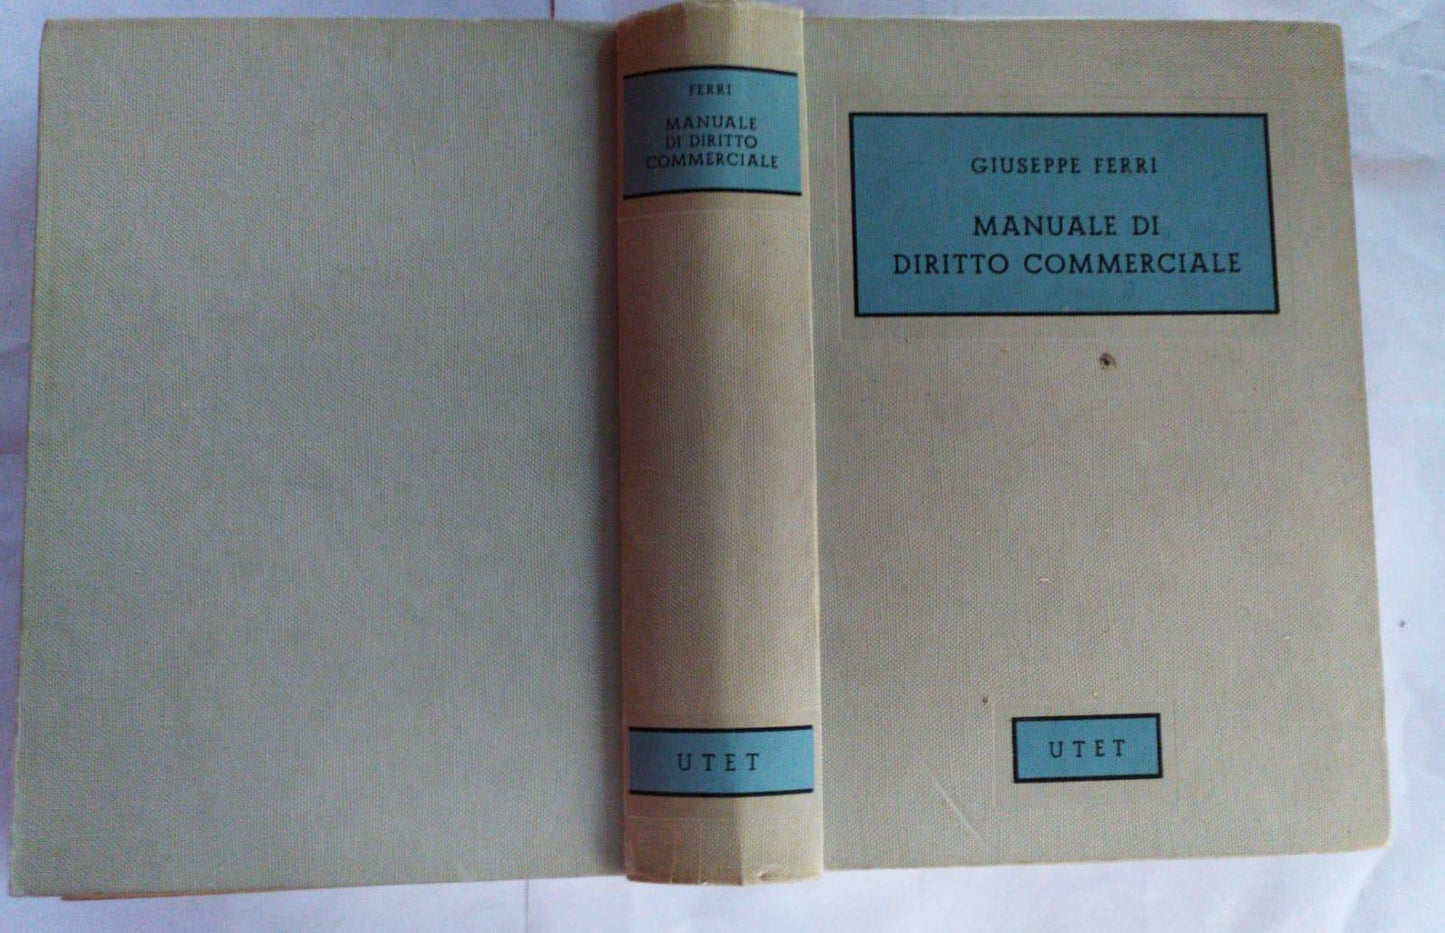 FERRI
MANUALE
DI DIRITTO
COMMERCIALE
UTET
GIUSEPPE FERRI
MANUALE DI
DIRITTO COMMERCIALE
UTET